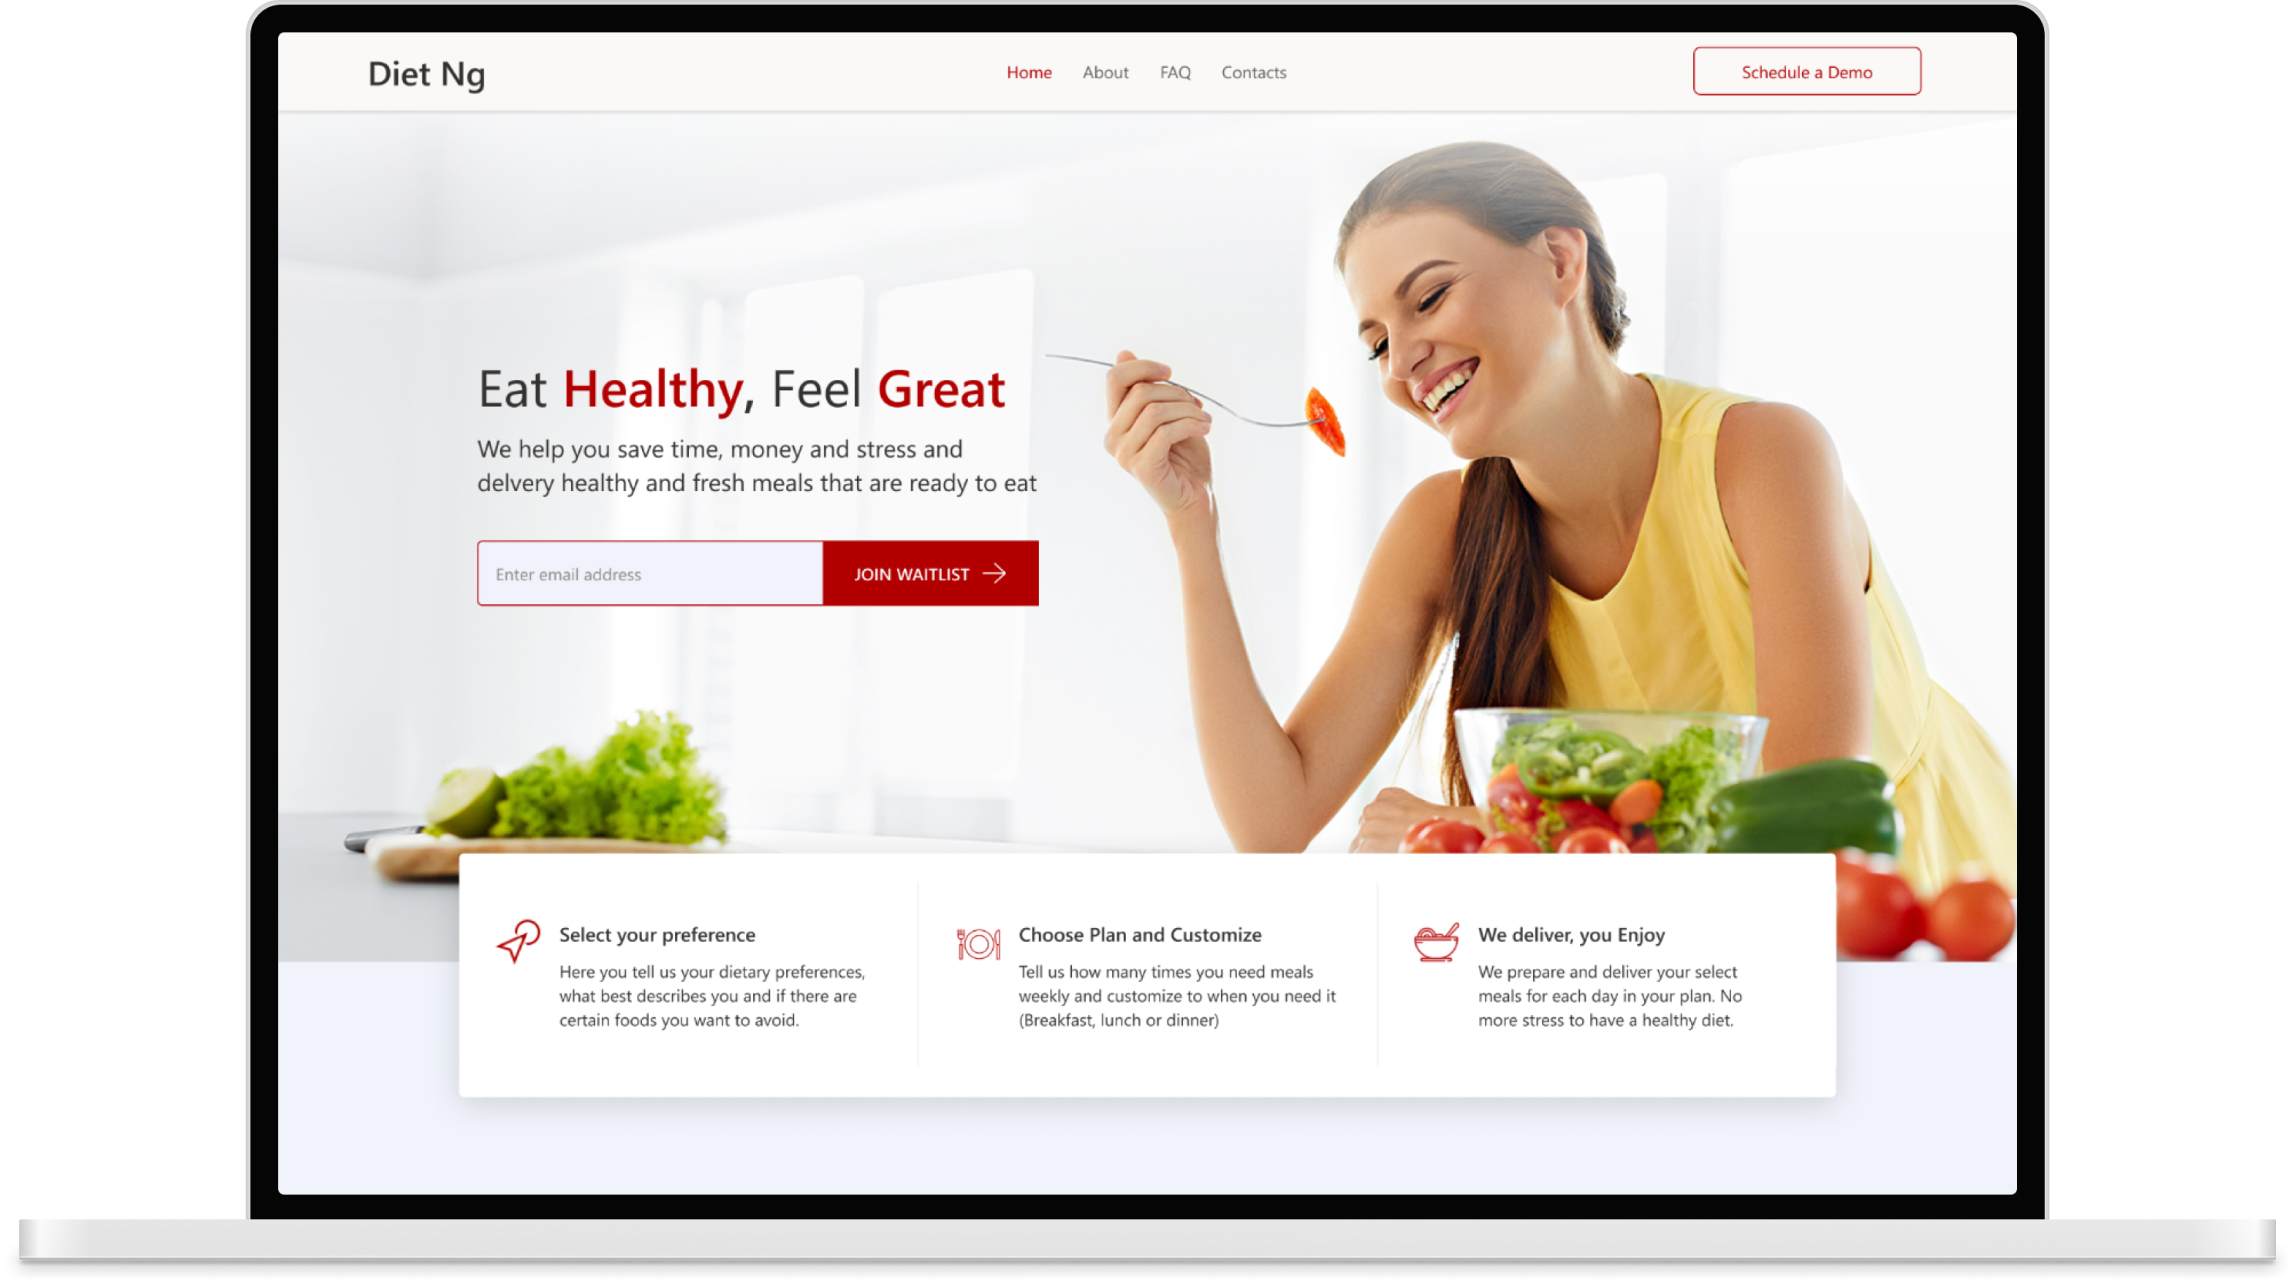 Diet Ng
Home About FAQ Contacts
Schedule a Demo
Eat Healthy, Feel Great
We help you save time, money and stress and
delvery healthy and fresh meals that are ready to eat
Enter email address
JOIN WAITLIST
Select your preference
Here you tell us your dietary preferences,
what best describes you and if there are
certain foods you want to avoid.
Choose Plan and Customize
Tell us how many times you need meals
weekly and customize to when you need it
(Breakfast, lunch or dinner)
We deliver, you Enjoy
We prepare and deliver your select
meals for each day in your plan. No
more stress to have a healthy diet.